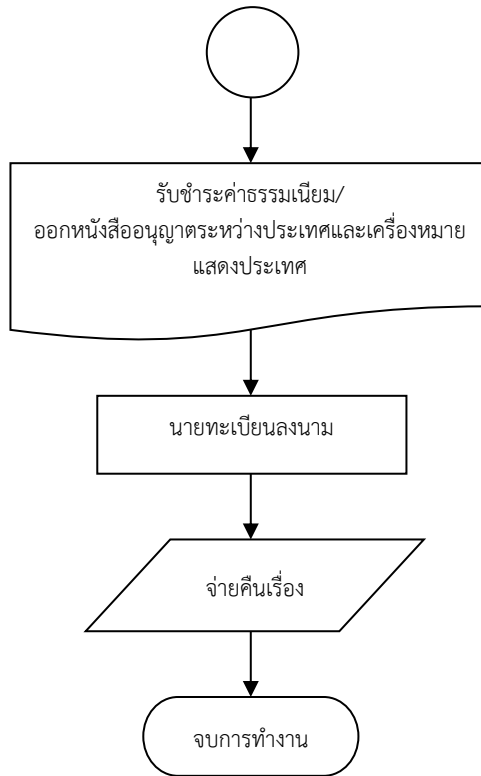 รับชำระค่าธรรมเนียม/
ออกหนังสืออนุญาตระหว่างประเทศและเครื่องหมาย
แสดงประเทศ
นายทะเบียนลงนาม
จ่ายคืนเรื่อง
จบการทำงาน